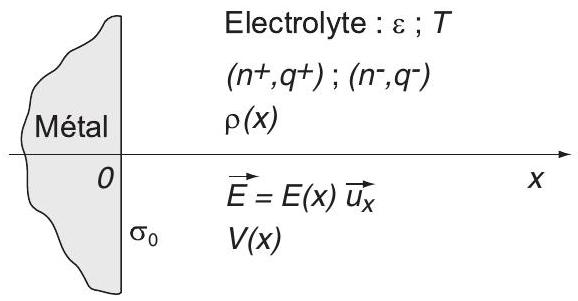 Electrolyte : ε ; T
(n⁺,q⁺) ; (n⁻,q⁻)
Métal
ρ(x)
0
x
E⃗ = E(x) u⃗ₓ
σ₀
V(x)